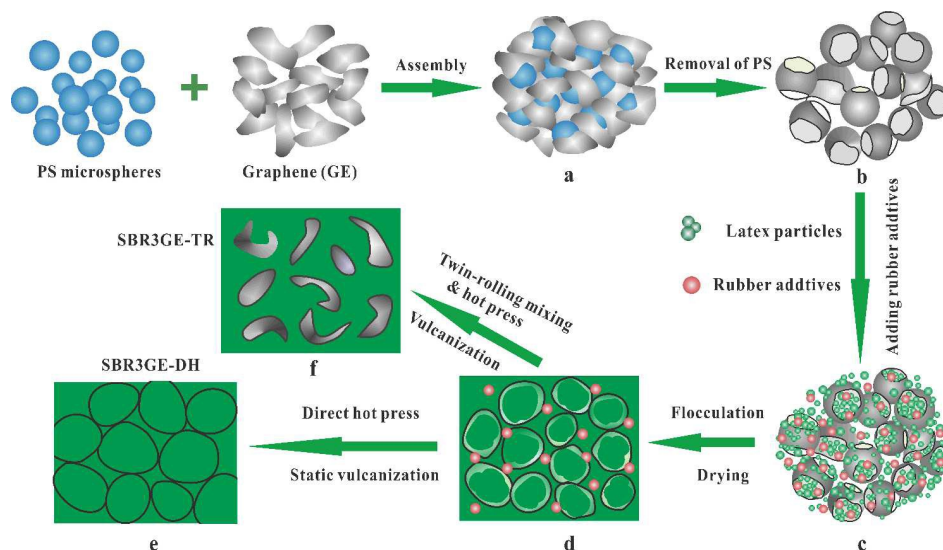 Assembly
Removal of PS
PS microspheres
Graphene (GE)
a
b
SBR3GE-TR
Latex particles
Rubber addtives
Adding rubber addtives
Twin-rolling mixing
& hot press
Vulcanization
f
SBR3GE-DH
Direct hot press
Static vulcanization
Flocculation
Drying
e
d
c